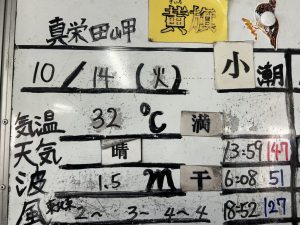 真栄田岬 黄旗
10/14(火) 小潮
気温 32℃ 満
天気 晴 13:59 147
波 1.5m 干 6:08 51
風 2~ 3~4~4 18:52 127